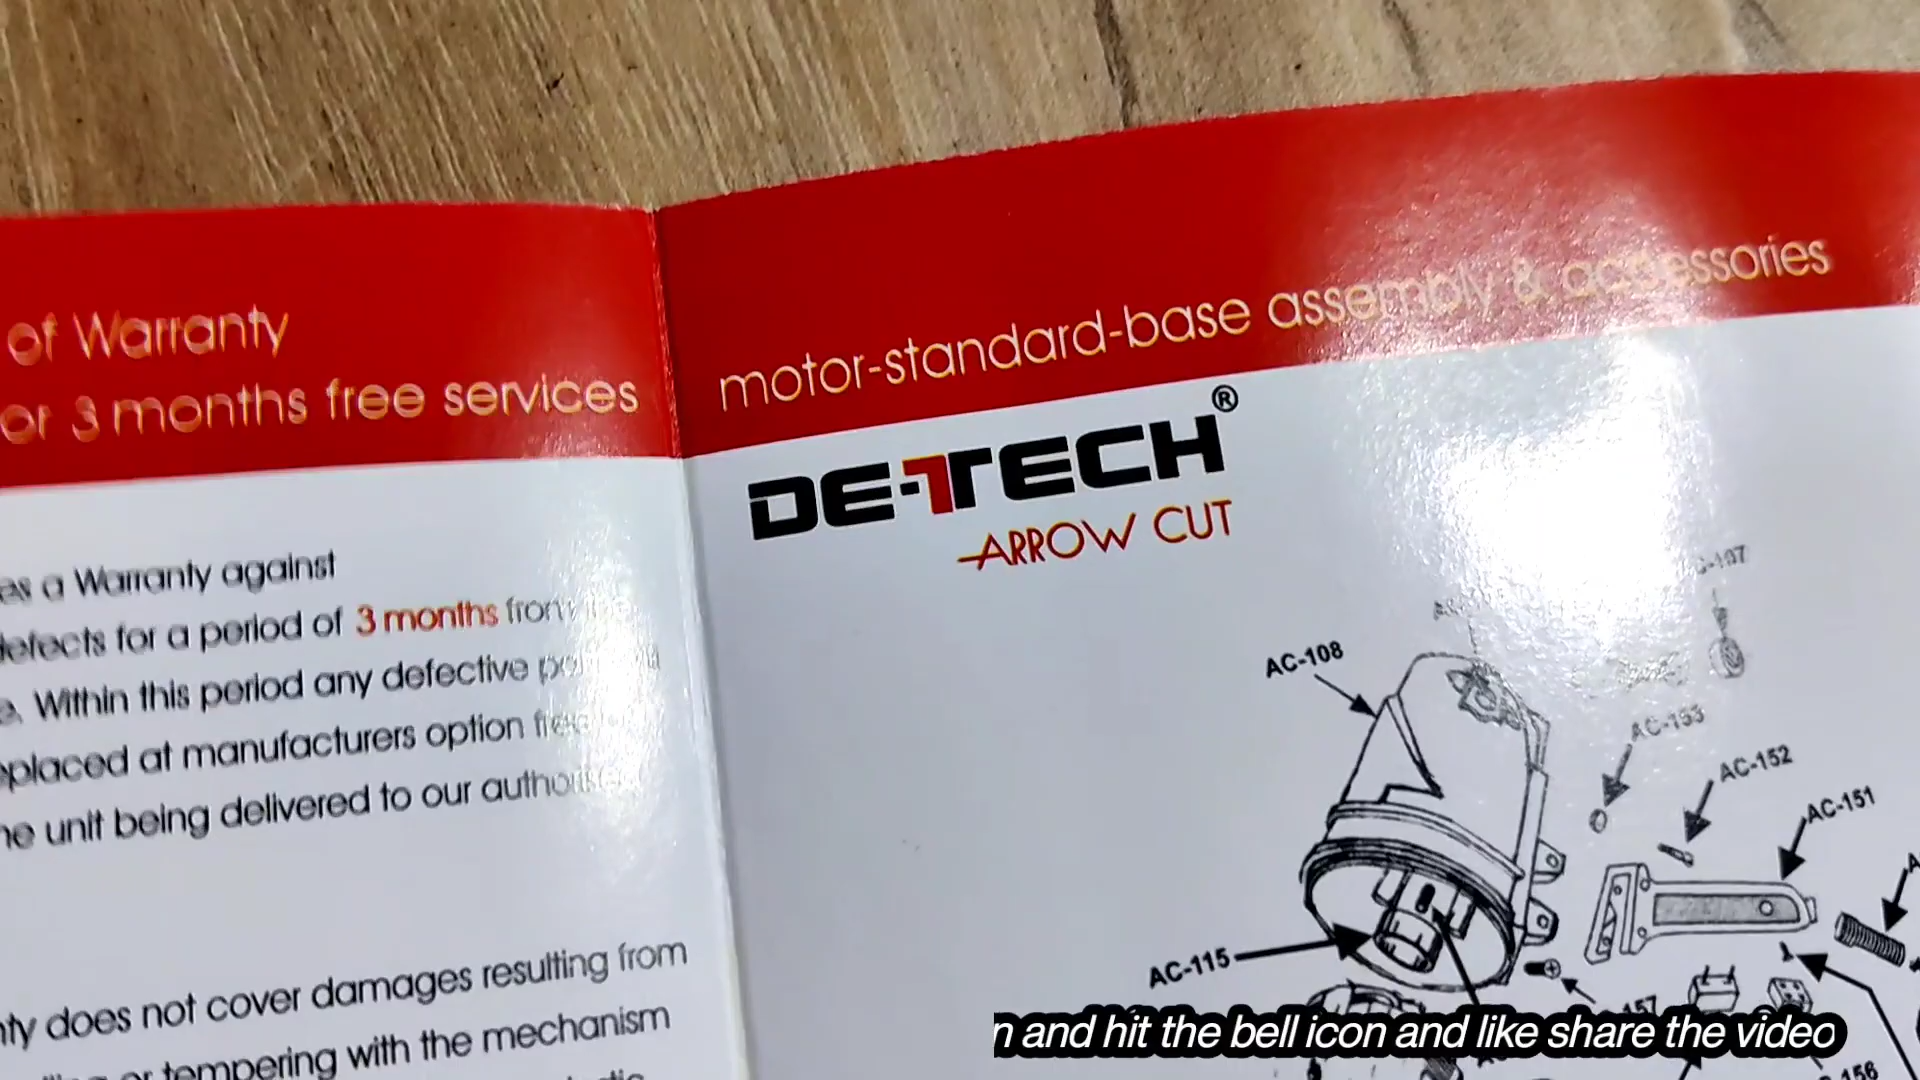 of Warranty
or 3 months free services
es a Warranty against
defects for a period of 3 months from the
e. Within this period any defective
eplaced at manufacturers option free
he unit being delivered to our
nty does not cover damages resulting from
or tempering with the mechanism
motor-standard-base assembly & accessories
DE-TECH®
ARROW CUT
AC-108
AC-153
AC-152
AC-151
AC-115
n and hit the bell icon and like share the video